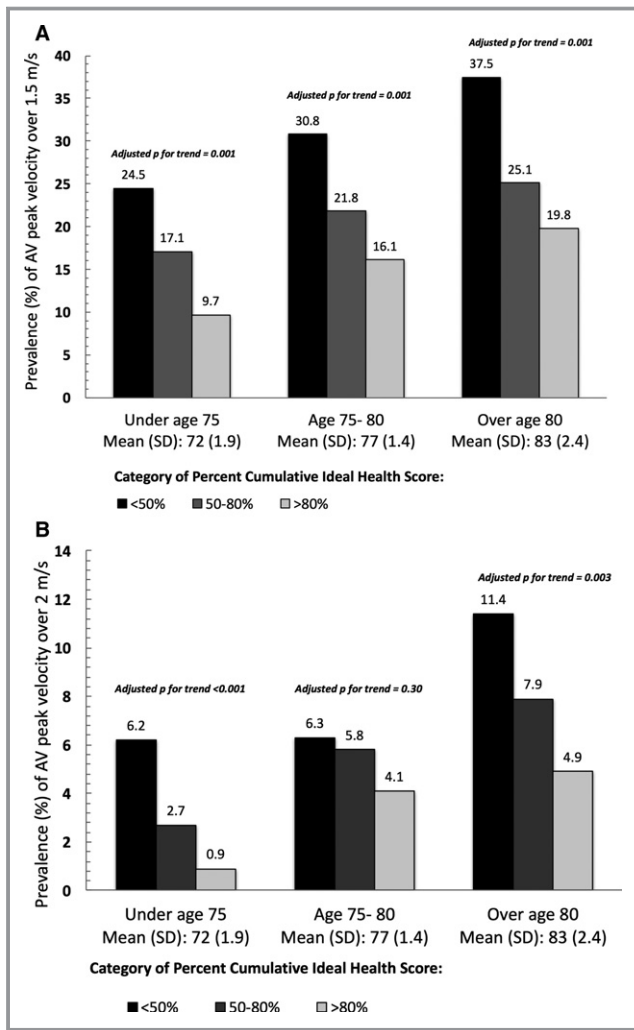 A
Prevalence (%) of AV peak velocity over 1.5 m/s
40
35
30
25
20
15
10
5
0
Adjusted p for trend = 0.001
24.5
17.1
9.7
Adjusted p for trend = 0.001
30.8
21.8
16.1
Adjusted p for trend = 0.001
37.5
25.1
19.8
Under age 75
Mean (SD): 72 (1.9)
Age 75- 80
Mean (SD): 77 (1.4)
Over age 80
Mean (SD): 83 (2.4)
Category of Percent Cumulative Ideal Health Score:
<50% 50-80% >80%
B
Prevalence (%) of AV peak velocity over 2 m/s
14
12
10
8
6
4
2
0
Adjusted p for trend <0.001
6.2
2.7
0.9
Adjusted p for trend = 0.30
6.3
5.8
4.1
Adjusted p for trend = 0.003
11.4
7.9
4.9
Under age 75
Mean (SD): 72 (1.9)
Age 75- 80
Mean (SD): 77 (1.4)
Over age 80
Mean (SD): 83 (2.4)
Category of Percent Cumulative Ideal Health Score:
<50% 50-80% >80%